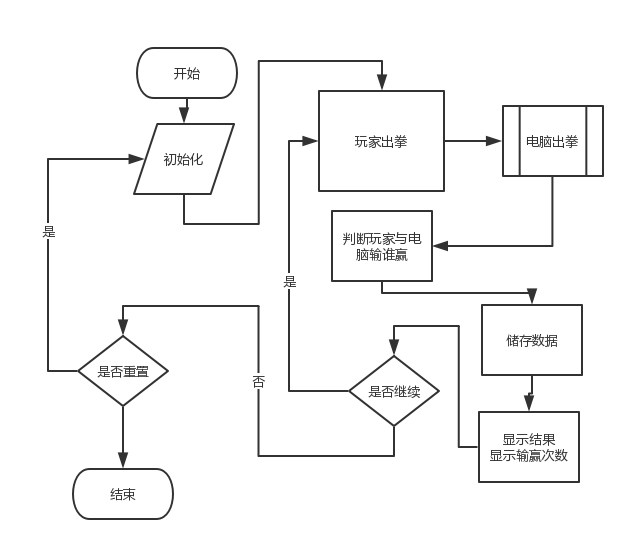 开始
初始化
玩家出拳
电脑出拳
判断玩家与电
脑输谁赢
储存数据
显示结果
显示输赢次数
是否继续
是
否
是否重置
是
结束